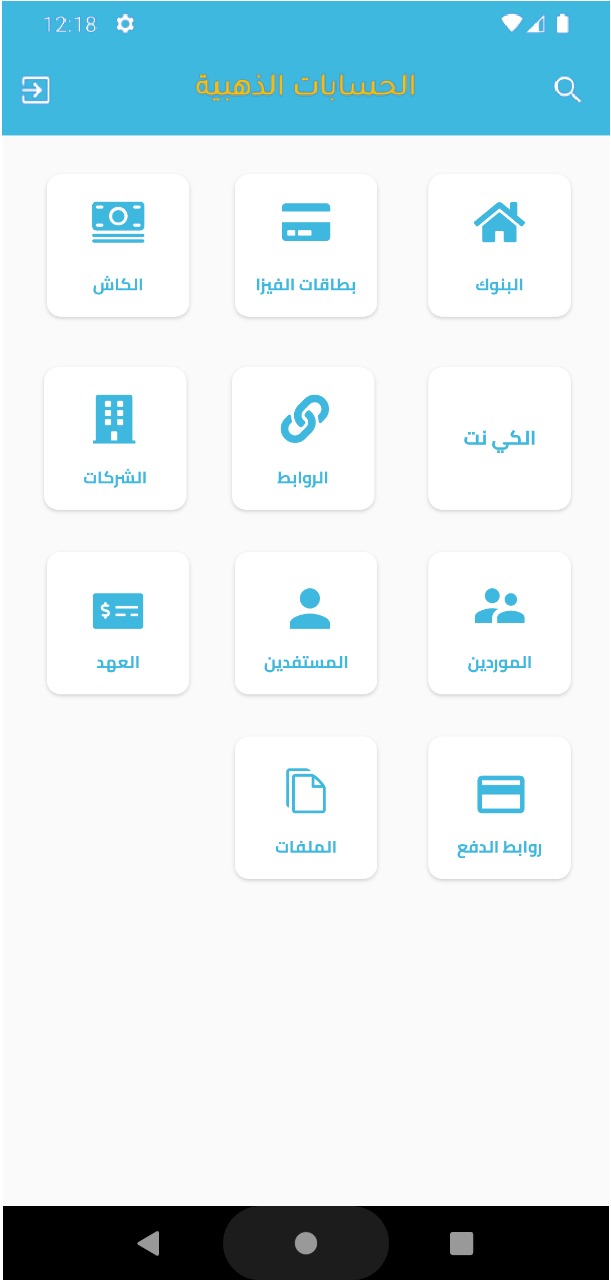 12:18
الحسابات الذهبية
البنوك
بطاقات الفيزا
الكاش
الكي نت
الروابط
الشركات
الموردين
المستفدين
العهد
روابط الدفع
الملفات